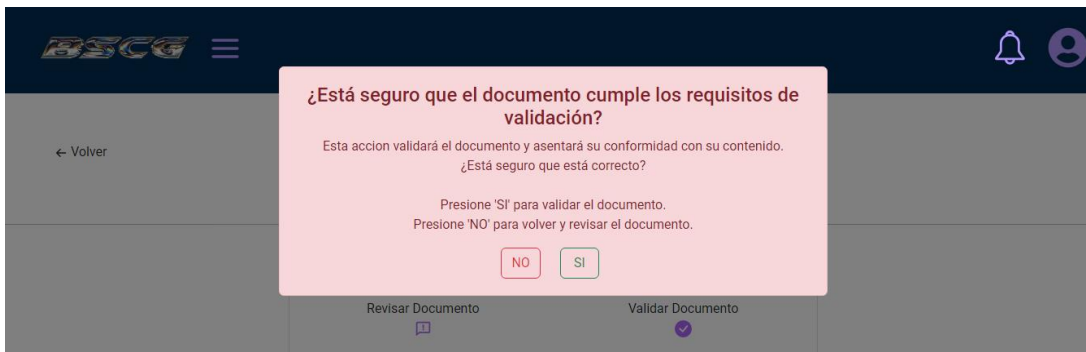 BSCG
¿Está seguro que el documento cumple los requisitos de
validación?
← Volver
Esta accion validará el documento y asentará su conformidad con su contenido.
¿Está seguro que está correcto?
Presione 'SI' para validar el documento.
Presione 'NO' para volver y revisar el documento.
NO SI
Revisar Documento Validar Documento